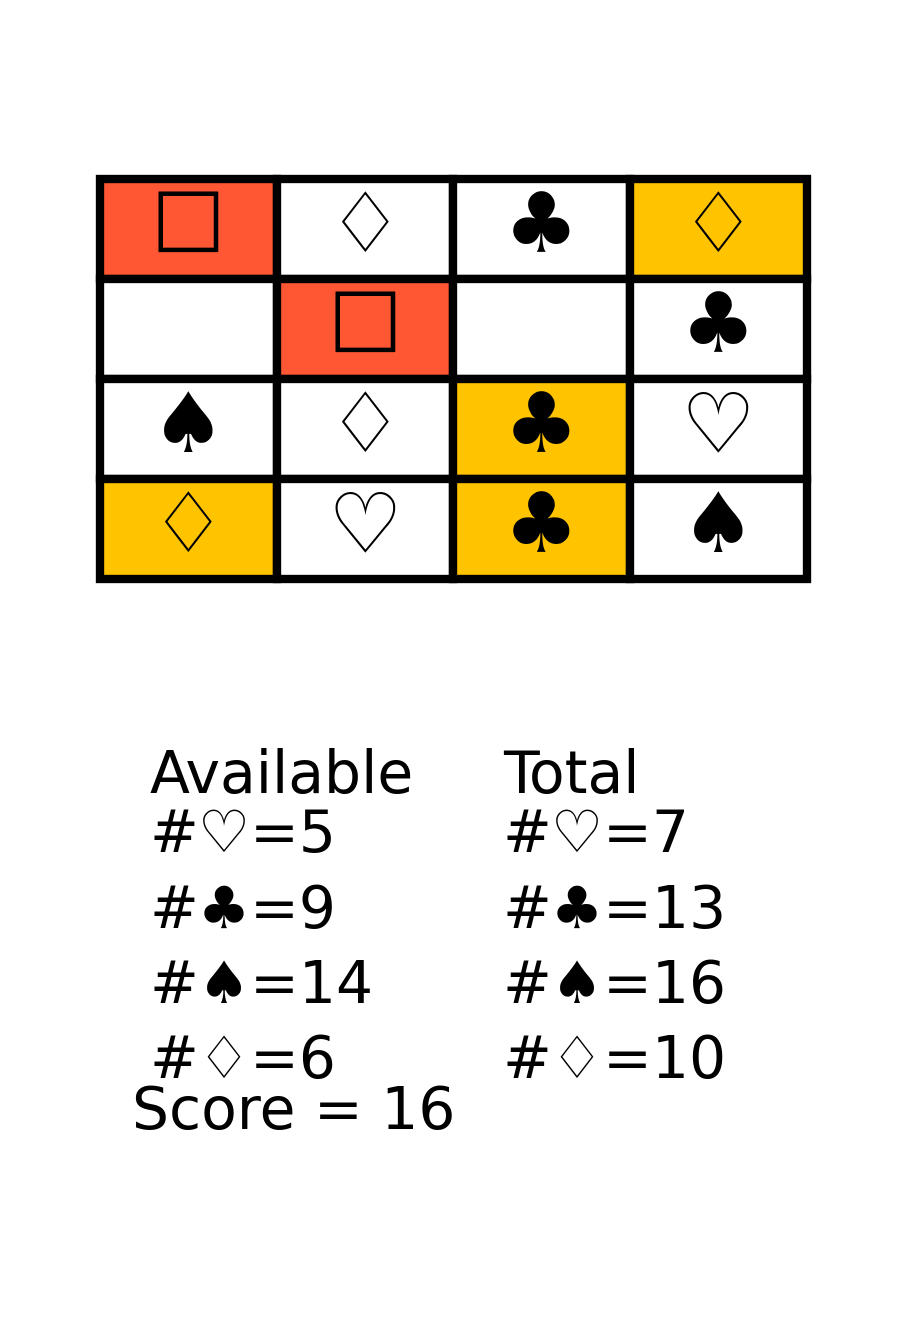 □ ♢ ♣ ♢
□ ♣
♠ ♢ ♣ ♡
♢ ♡ ♣ ♠
Available Total
#♡=5 #♡=7
#♣=9 #♣=13
#♠=14 #♠=16
#♢=6 #♢=10
Score = 16